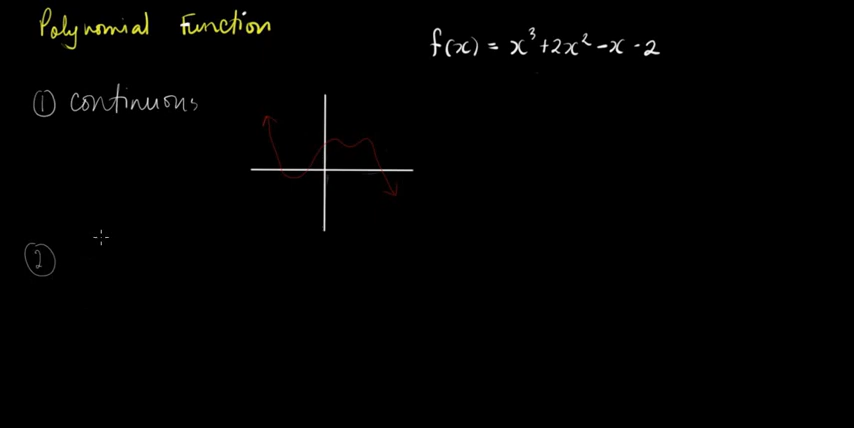 Polynomial Function
f(x) = x³+2x²-x-2
① continuous
②